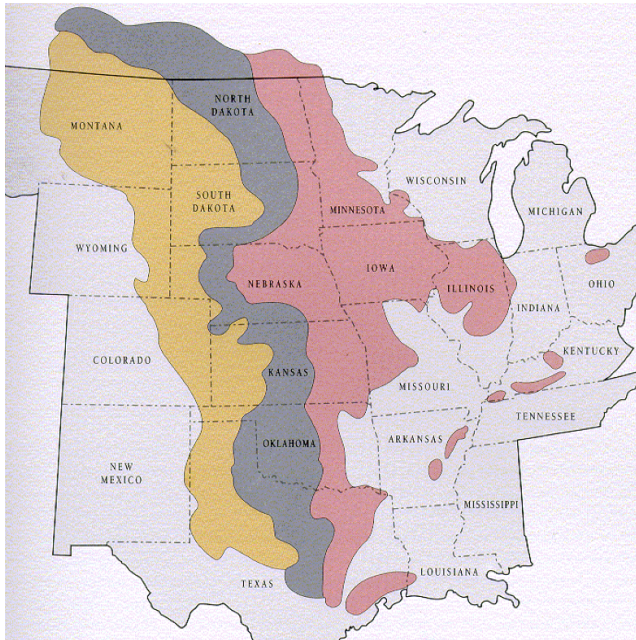 NORTH
DAKOTA
MONTANA
WISCONSIN
SOUTH
DAKOTA
MINNESOTA
MICHIGAN
WYOMING
IOWA
NEBRASKA
ILLINOIS
OHIO
INDIANA
COLORADO
KANSAS
KENTUCKY
MISSOURI
TENNESSEE
OKLAHOMA
ARKANSAS
NEW
MEXICO
MISSISSIPPI
LOUISIANA
TEXAS